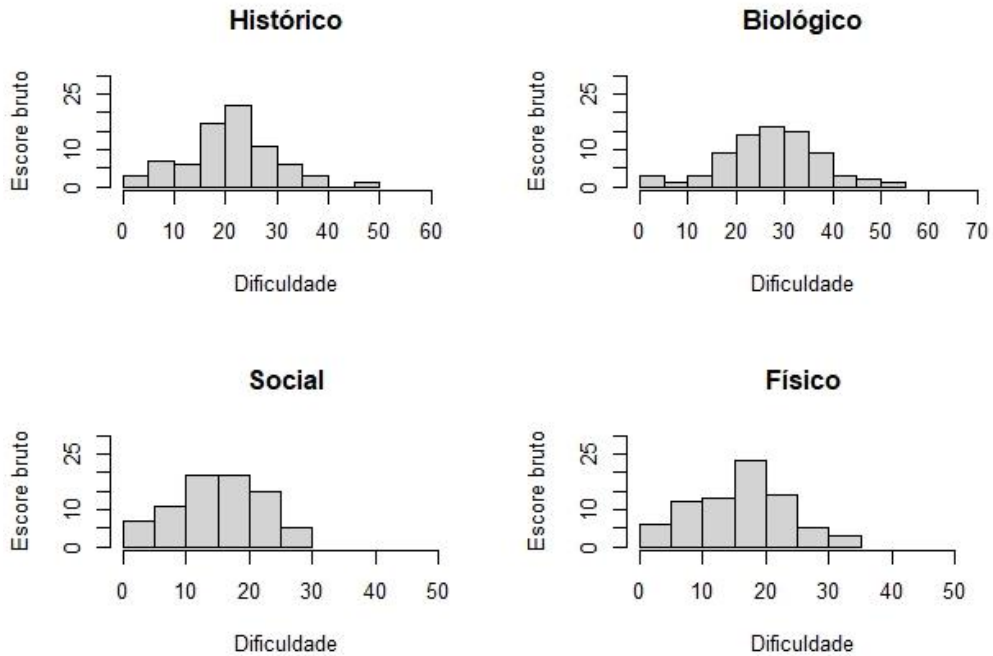 Histórico
Escore bruto
0 10 25
0 10 20 30 40 50 60
Dificuldade
Biológico
Escore bruto
0 10 25
0 10 20 30 40 50 60 70
Dificuldade
Social
Escore bruto
0 10 25
0 10 20 30 40 50
Dificuldade
Físico
Escore bruto
0 10 25
0 10 20 30 40 50
Dificuldade